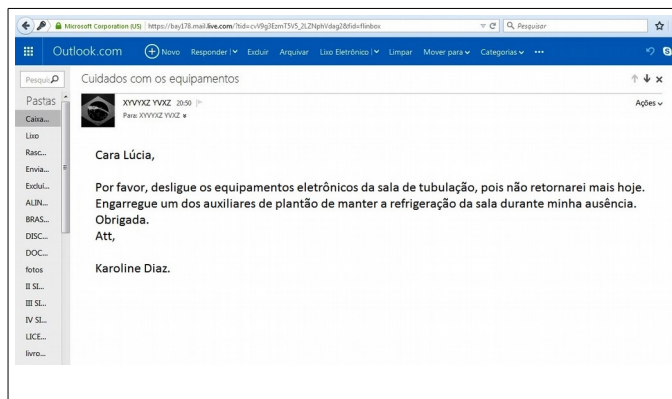 Microsoft Corporation (US) https://bay178.mail.live.com/?tid=cvV9g3EzmT5V5_2LZNphVdag2&fid=flinbox Pesquisar
Outlook.com Novo Responder Excluir Arquivar Lixo Eletrônico Limpar Mover para Categorias
Pesqui Cuidados com os equipamentos
Pastas XYVYXZ YVXZ 20:50 Ações
Para: XYVYXZ YVXZ
Caixa...
Lixo
Rasc...
Envia...
Excluí...
ALIN...
BRAS...
DISC...
DOC...
fotos
II SI...
III SI...
IV SI...
LICE...
livro...
Cara Lúcia,
Por favor, desligue os equipamentos eletrônicos da sala de tubulação, pois não retornarei mais hoje.
Engarregue um dos auxiliares de plantão de manter a refrigeração da sala durante minha ausência.
Obrigada.
Att,
Karoline Diaz.